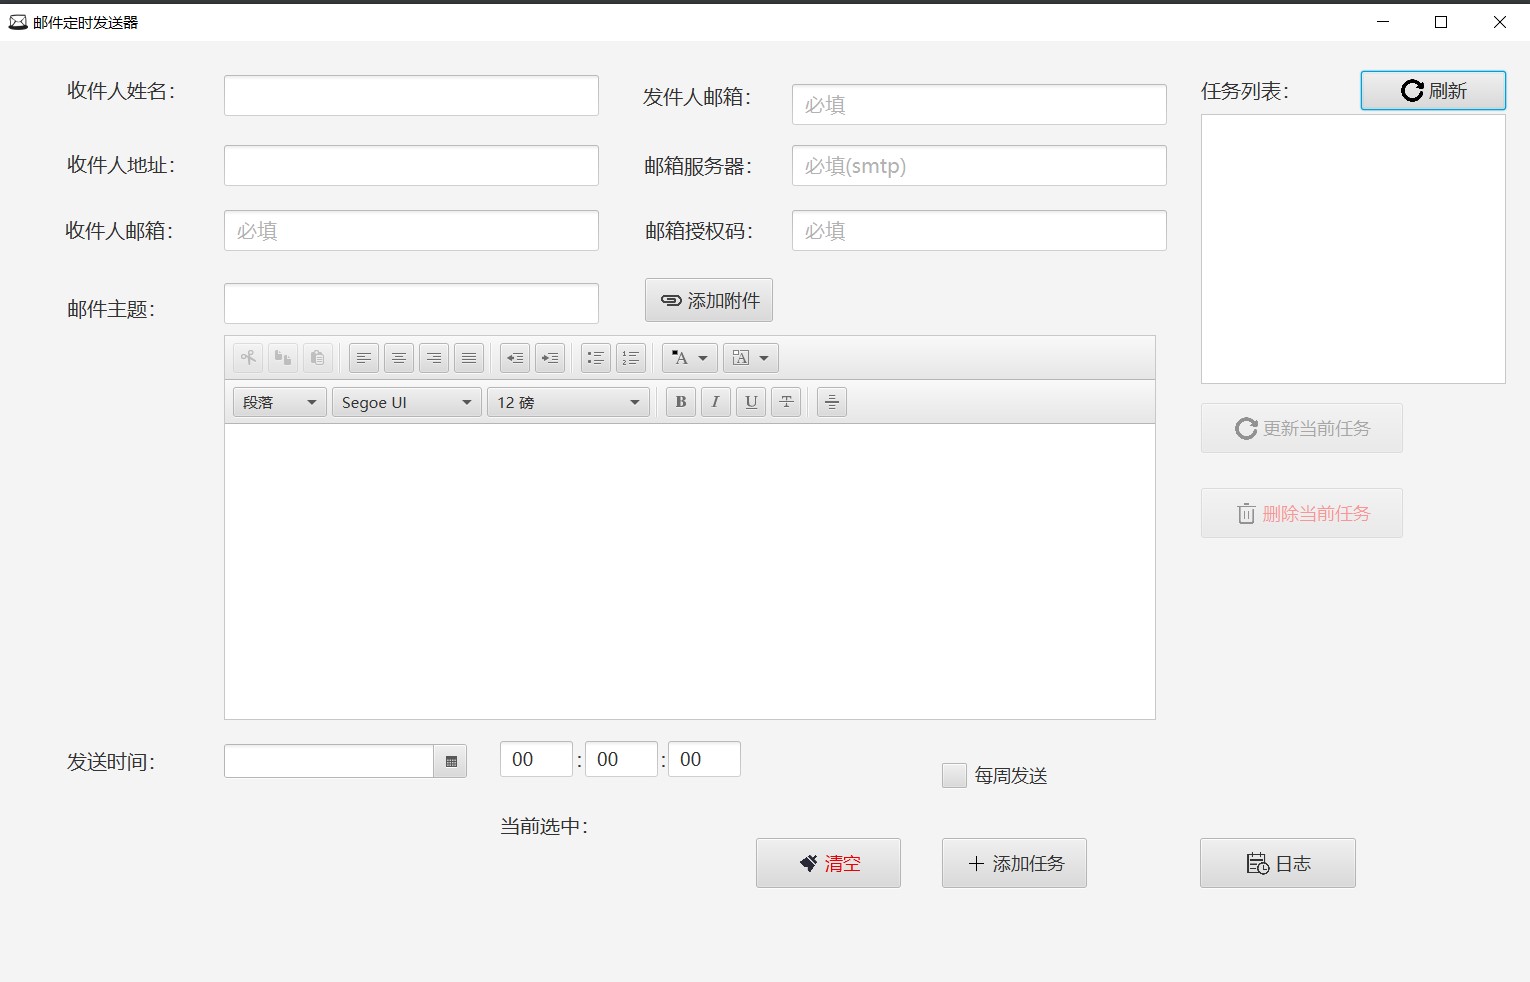 邮件定时发送器
收件人姓名：
发件人邮箱：
必填
任务列表：
刷新
收件人地址：
邮箱服务器：
必填(smtp)
收件人邮箱：
必填
邮箱授权码：
必填
邮件主题：
添加附件
段落
Segoe UI
12 磅
B I U T
更新当前任务
删除当前任务
发送时间：
00 : 00 : 00
每周发送
当前选中：
清空
添加任务
日志